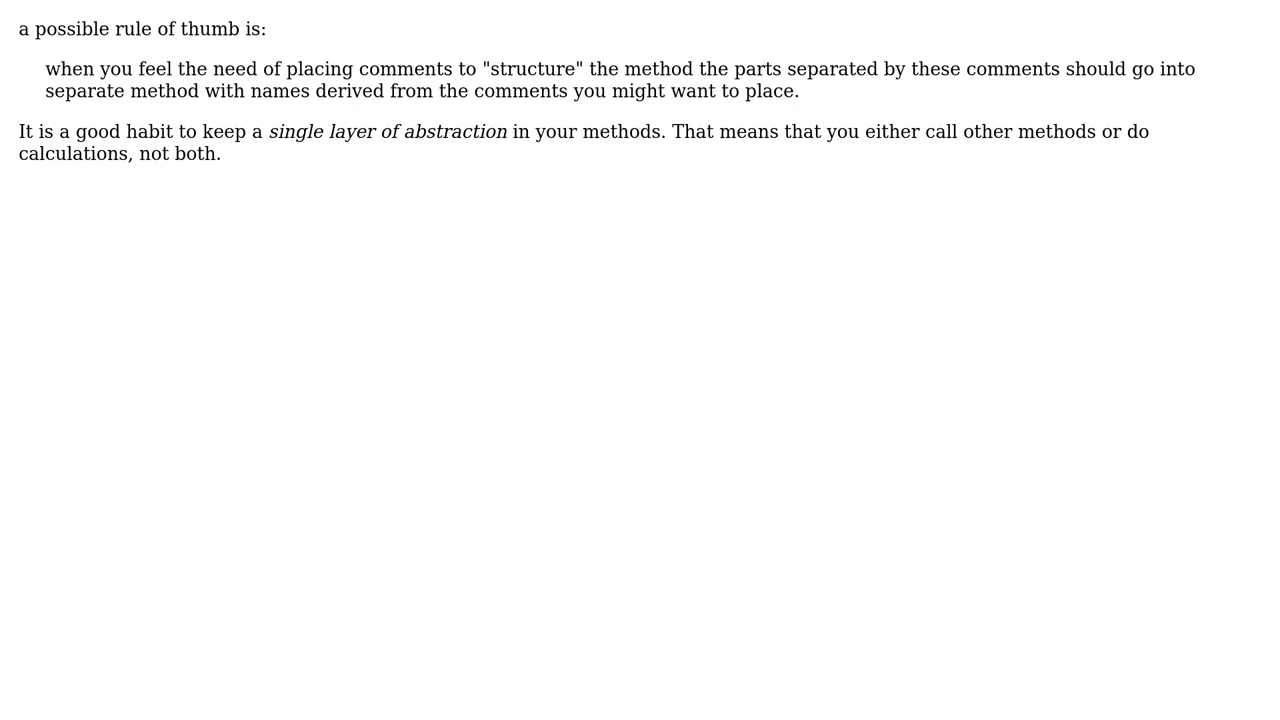 a possible rule of thumb is:
when you feel the need of placing comments to "structure" the method the parts separated by these comments should go into
separate method with names derived from the comments you might want to place.
It is a good habit to keep a single layer of abstraction in your methods. That means that you either call other methods or do
calculations, not both.